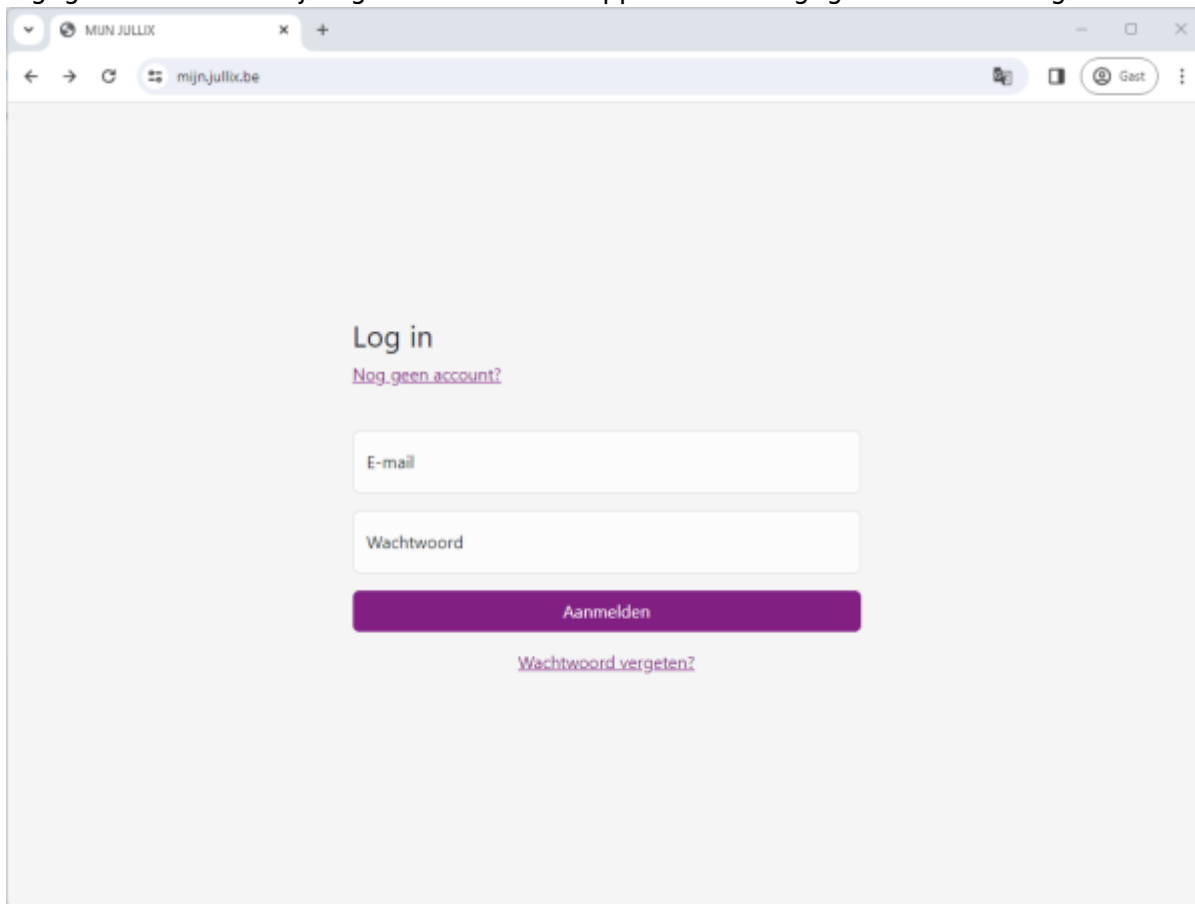 MIJN JULLIX
mijn.jullix.be
Gast
Log in
Nog geen account?
E-mail
Wachtwoord
Aanmelden
Wachtwoord vergeten?